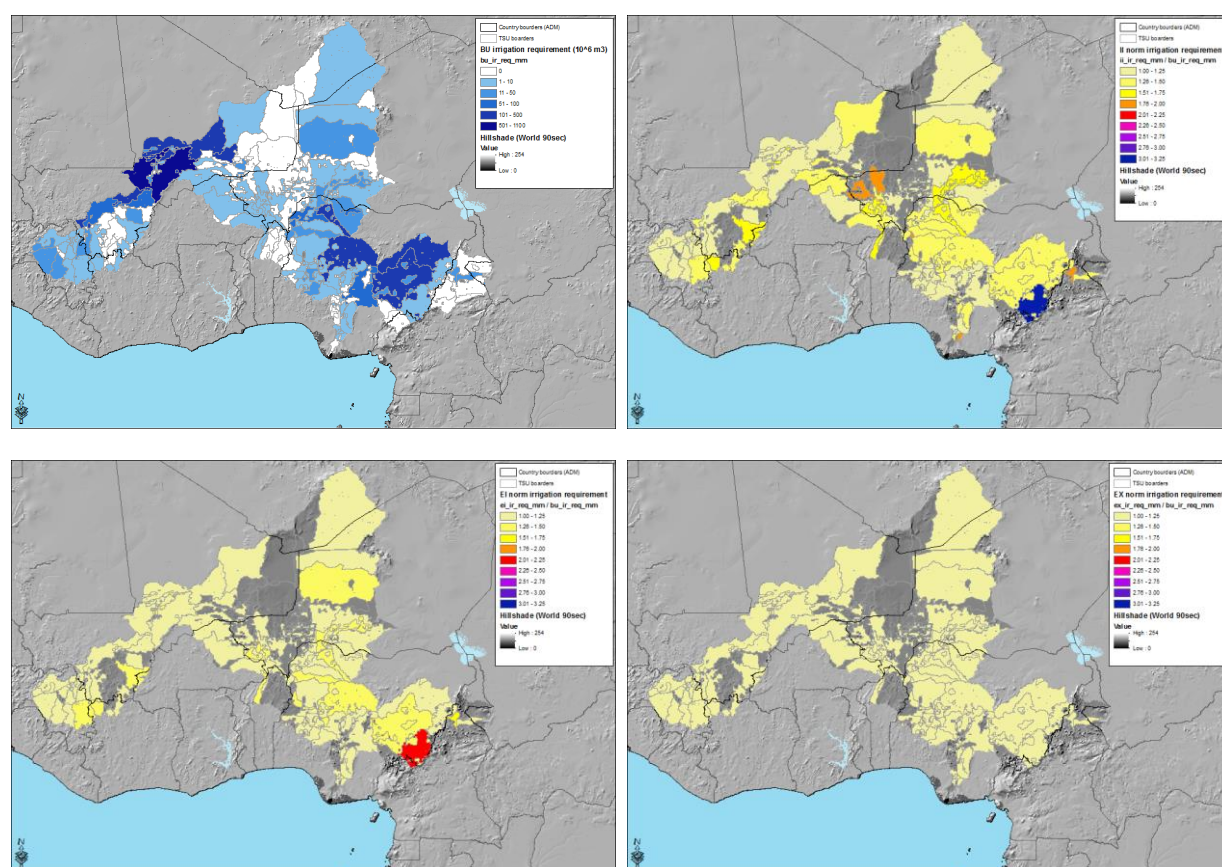 Country bourders (ADM)
TSU boarders
BU irrigation requirement (10^6 m3)
bu_ir_req_mm
0
1 - 10
11 - 50
51 - 100
101 - 500
501 - 1100
Hillshade (World 90sec)
Value
High : 254
Low : 0
N
Country bourders (ADM)
TSU boarders
II norm irrigation requirement
ii_ir_req_mm / bu_ir_req_mm
1.00 - 1.25
1.26 - 1.50
1.51 - 1.75
1.76 - 2.00
2.01 - 2.25
2.26 - 2.50
2.51 - 2.75
2.76 - 3.00
3.01 - 3.25
Hillshade (World 90sec)
Value
High : 254
Low : 0
N
Country bourders (ADM)
TSU boarders
EI norm irrigation requirement
ei_ir_req_mm / bu_ir_req_mm
1.00 - 1.25
1.26 - 1.50
1.51 - 1.75
1.76 - 2.00
2.01 - 2.25
2.26 - 2.50
2.51 - 2.75
2.76 - 3.00
3.01 - 3.25
Hillshade (World 90sec)
Value
High : 254
Low : 0
N
Country bourders (ADM)
TSU boarders
EX norm irrigation requirement
ex_ir_req_mm / bu_ir_req_mm
1.00 - 1.25
1.26 - 1.50
1.51 - 1.75
1.76 - 2.00
2.01 - 2.25
2.26 - 2.50
2.51 - 2.75
2.76 - 3.00
3.01 - 3.25
Hillshade (World 90sec)
Value
High : 254
Low : 0
N